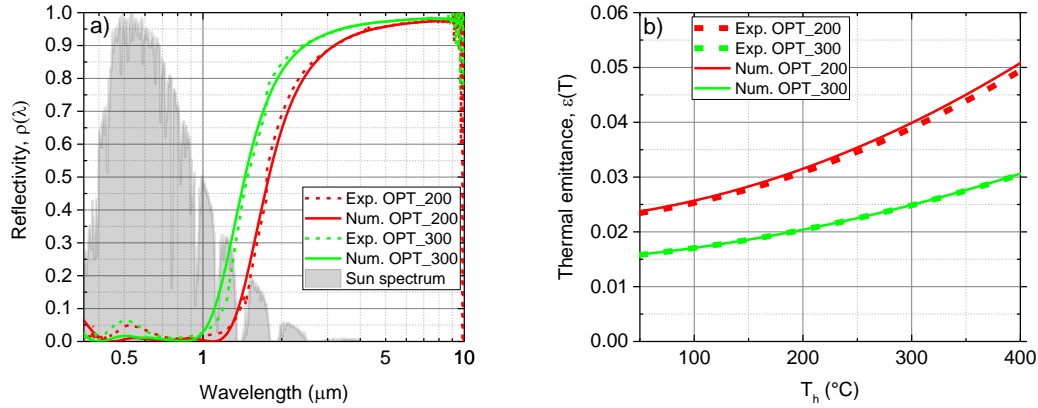 a)
Reflectivity, ρ(λ)
1.0
0.9
0.8
0.7
0.6
0.5
0.4
0.3
0.2
0.1
0.0
Exp. OPT_200
Num. OPT_200
Exp. OPT_300
Num. OPT_300
Sun spectrum
0.5 1 5 10
Wavelength (μm)
b)
Thermal emittance, ε(T)
0.06
0.05
0.04
0.03
0.02
0.01
0.00
Exp. OPT_200
Exp. OPT_300
Num. OPT_200
Num. OPT_300
100 200 300 400
T_h (°C)